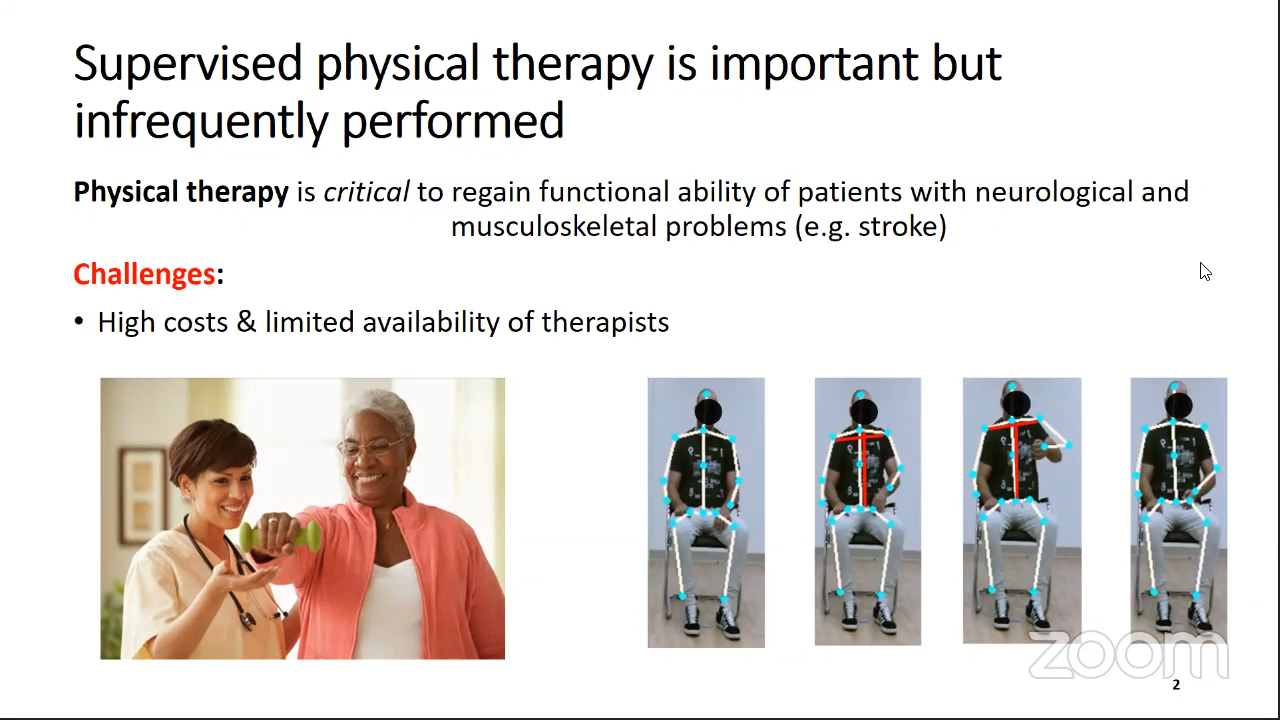 Supervised physical therapy is important but
infrequently performed
Physical therapy is critical to regain functional ability of patients with neurological and
musculoskeletal problems (e.g. stroke)
Challenges:
• High costs & limited availability of therapists
zoom
2